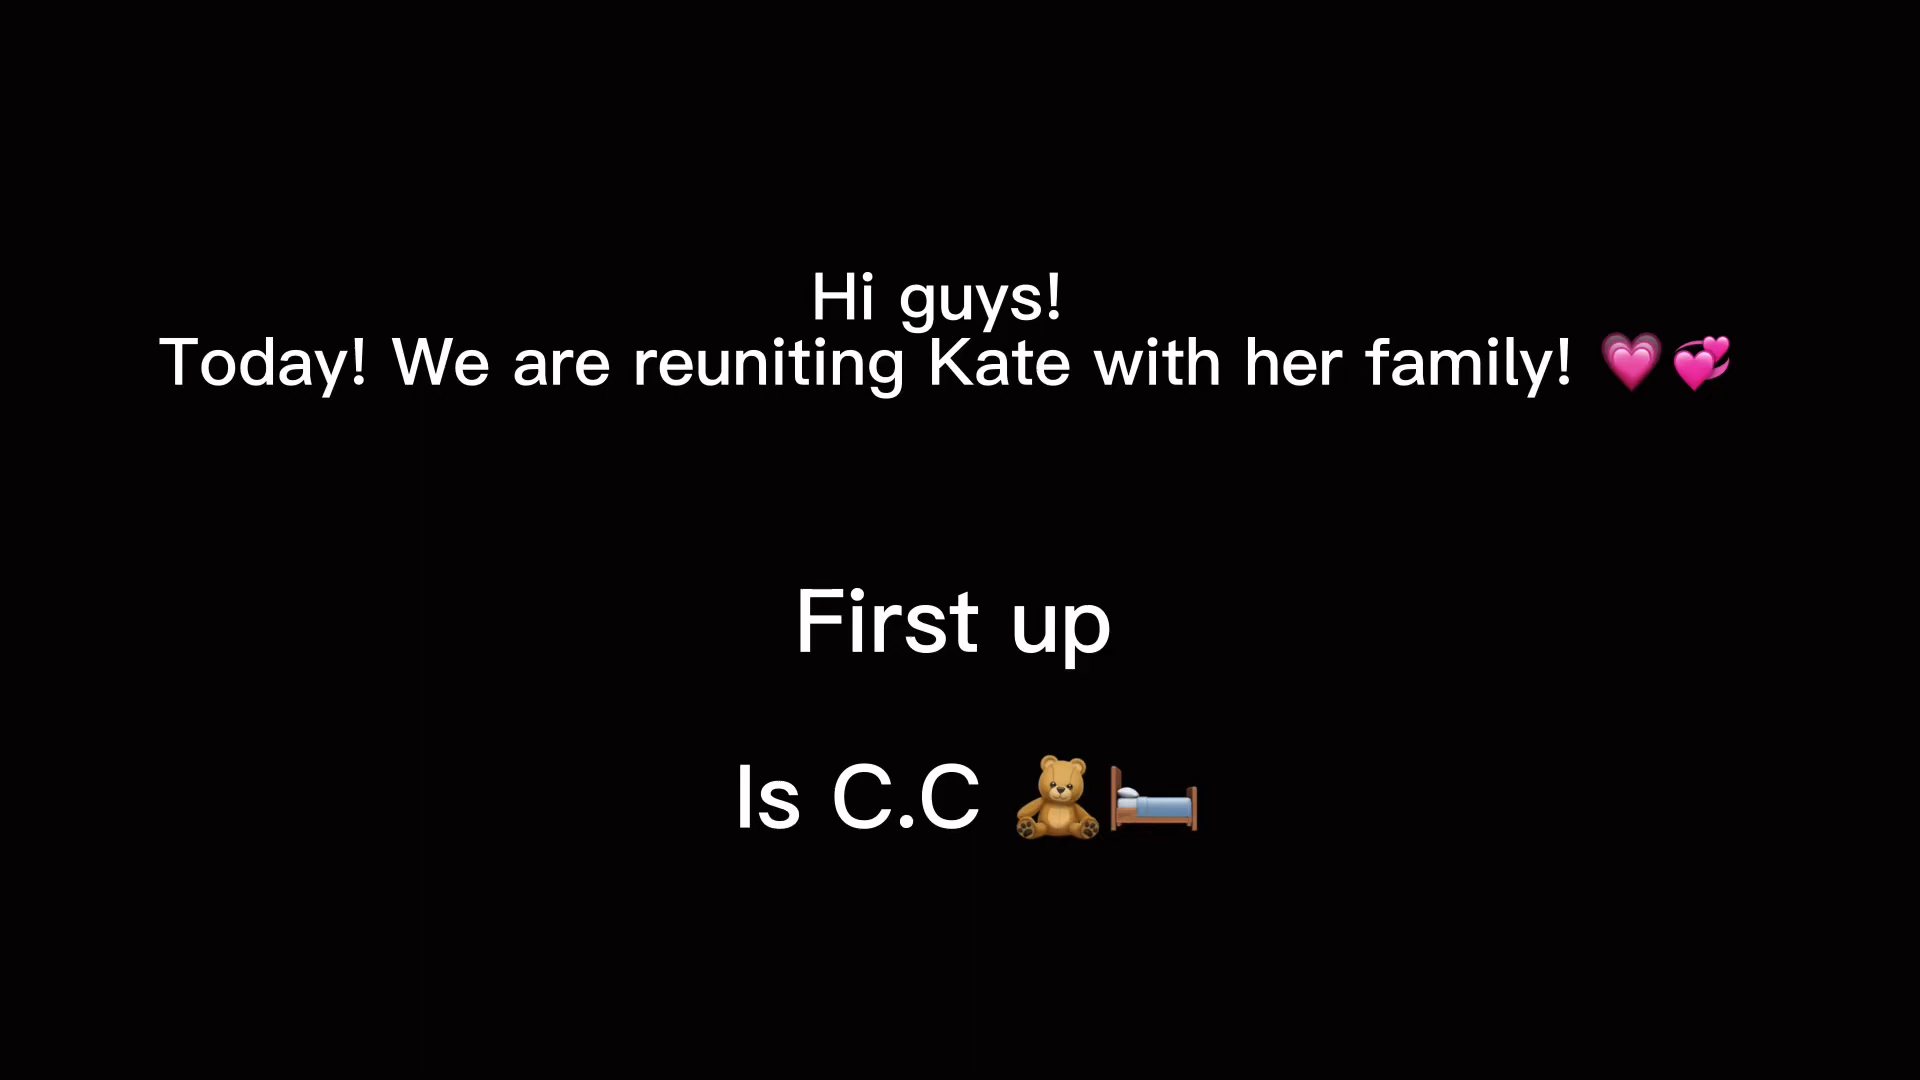 Hi guys!
Today! We are reuniting Kate with her family! 💗💞
First up
Is C.C 🧸🛏️